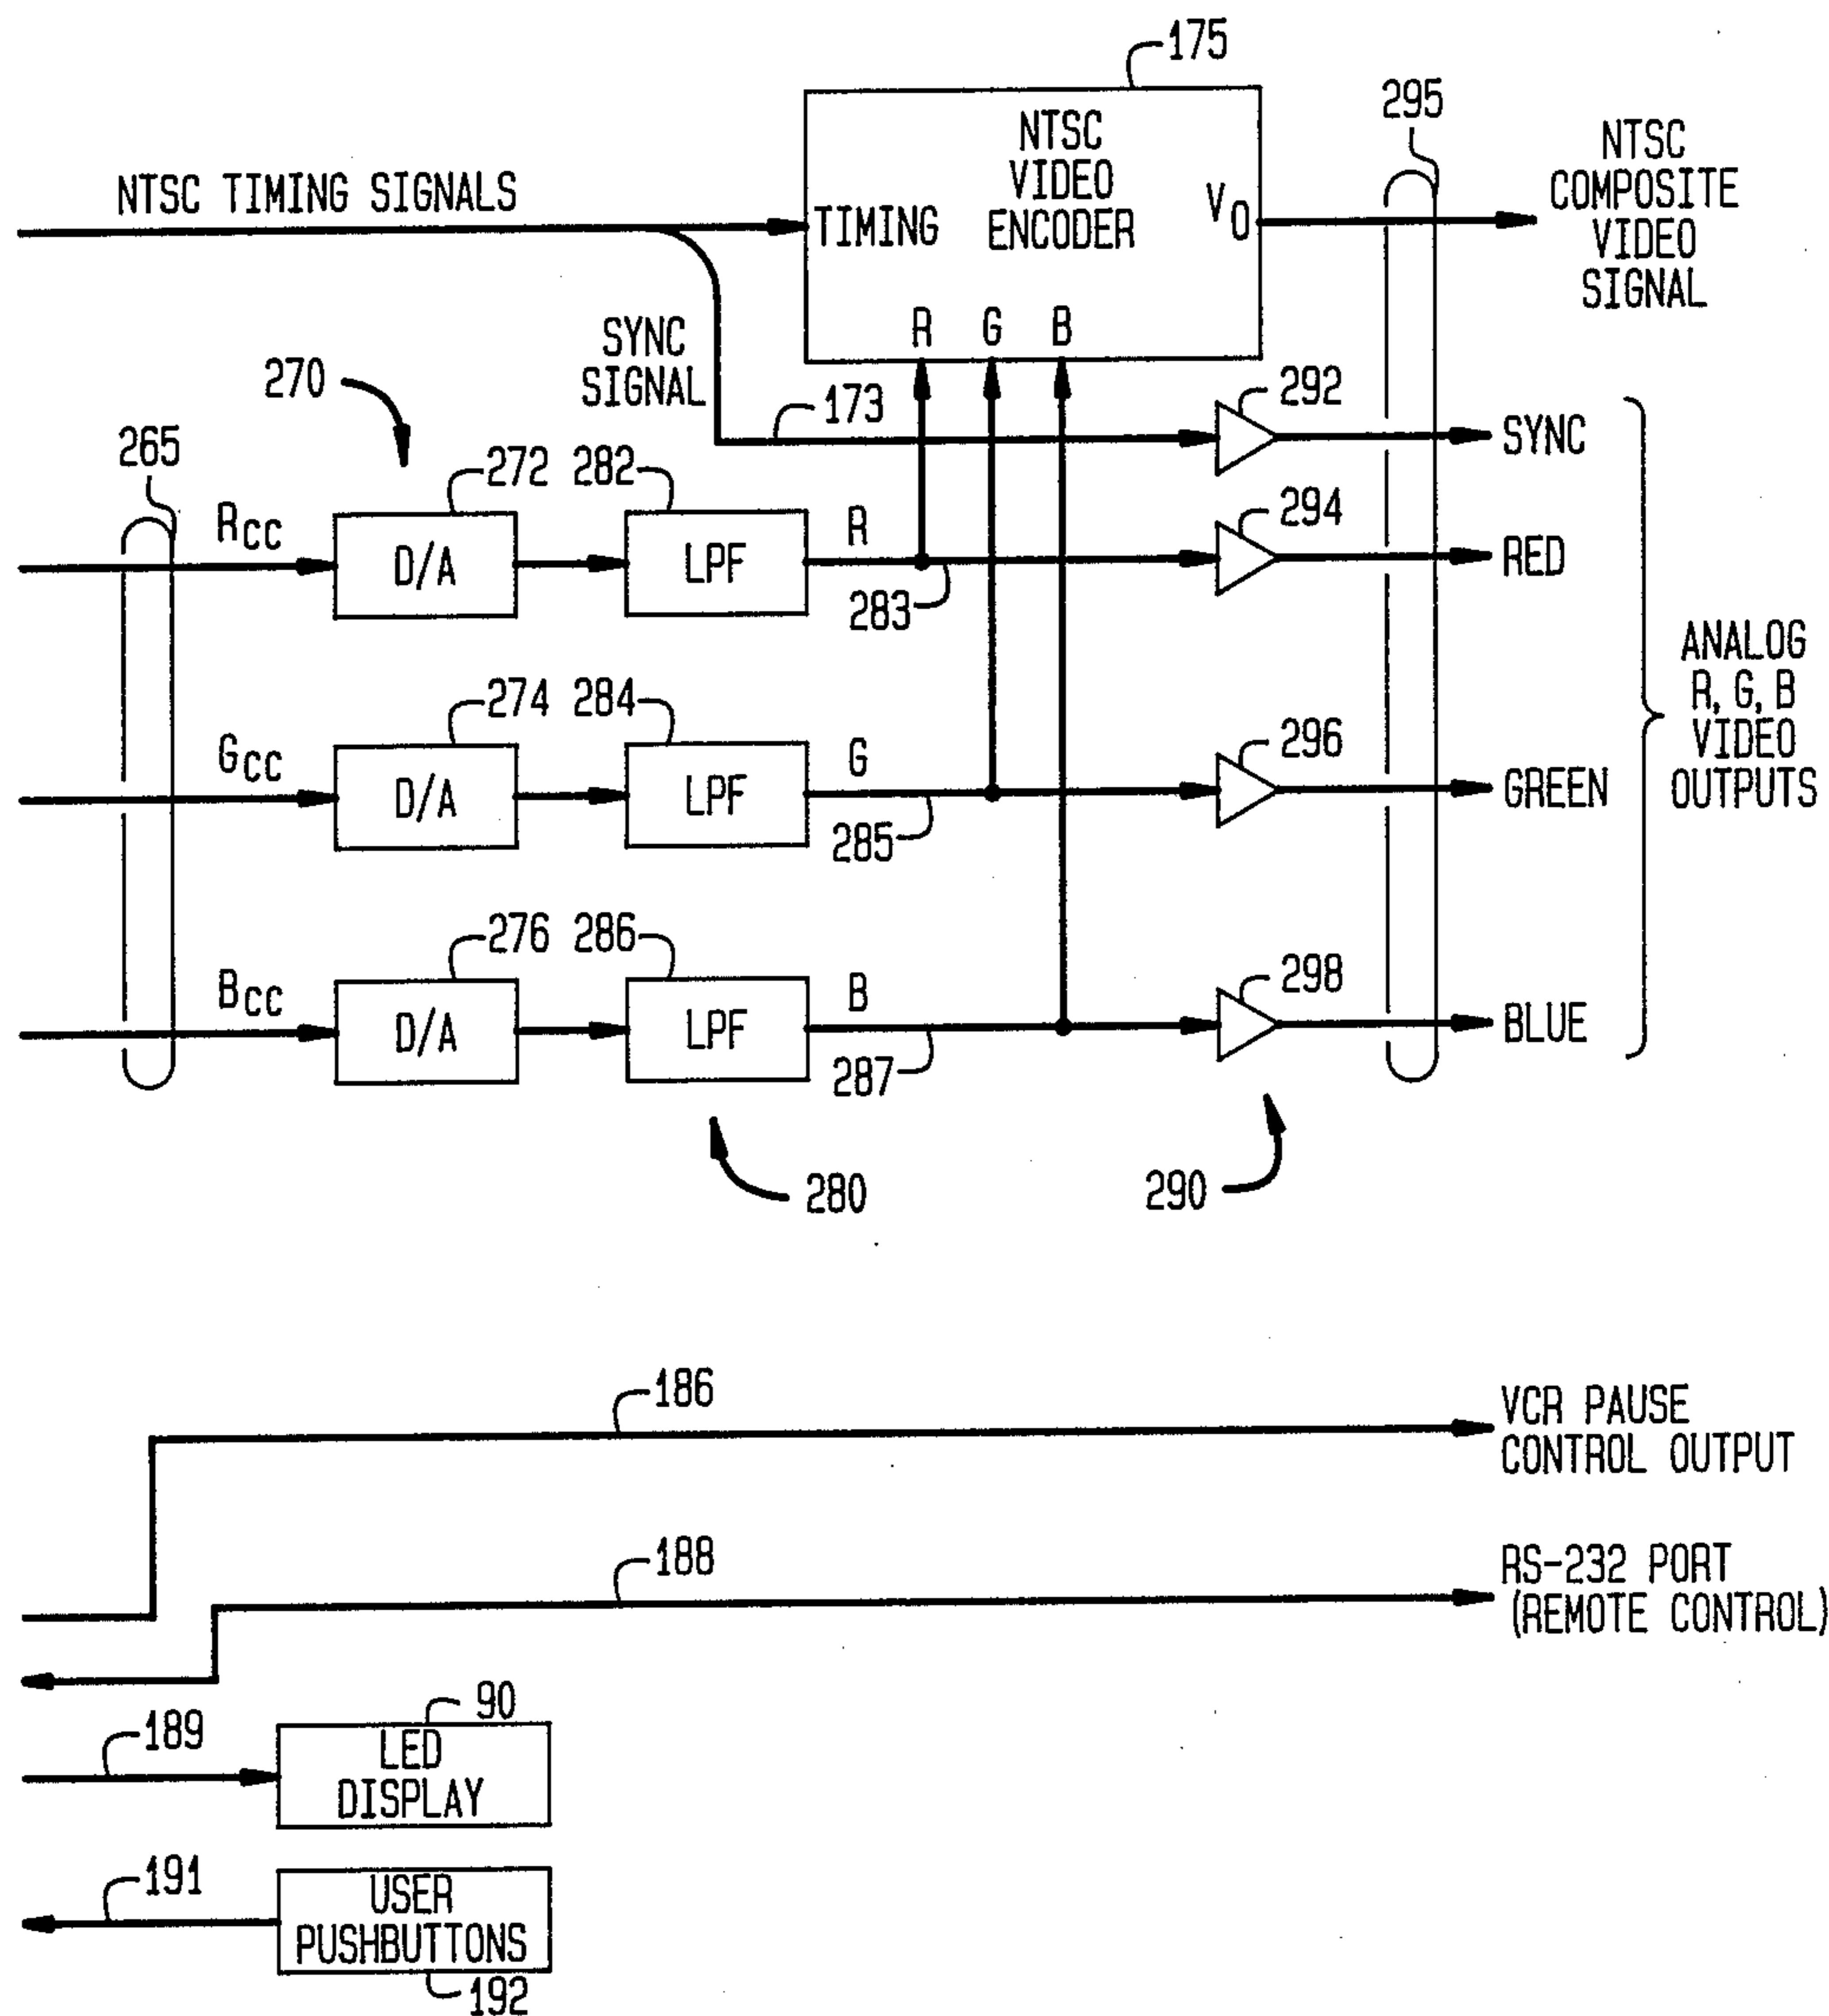 175
295
NTSC
COMPOSITE
VIDEO
SIGNAL
NTSC
VIDEO
ENCODER
NTSC TIMING SIGNALS
TIMING
V0
R G B
SYNC
SIGNAL
270
173
292
SYNC
265
272
282
294
RCC
D/A
LPF
R
283
RED
ANALOG
R, G, B
VIDEO
OUTPUTS
274
284
296
GCC
D/A
LPF
G
285
GREEN
276
286
298
BCC
D/A
LPF
B
287
BLUE
280
290
186
VCR PAUSE
CONTROL OUTPUT
188
RS-232 PORT
(REMOTE CONTROL)
189
90
LED
DISPLAY
191
USER
PUSHBUTTONS
192